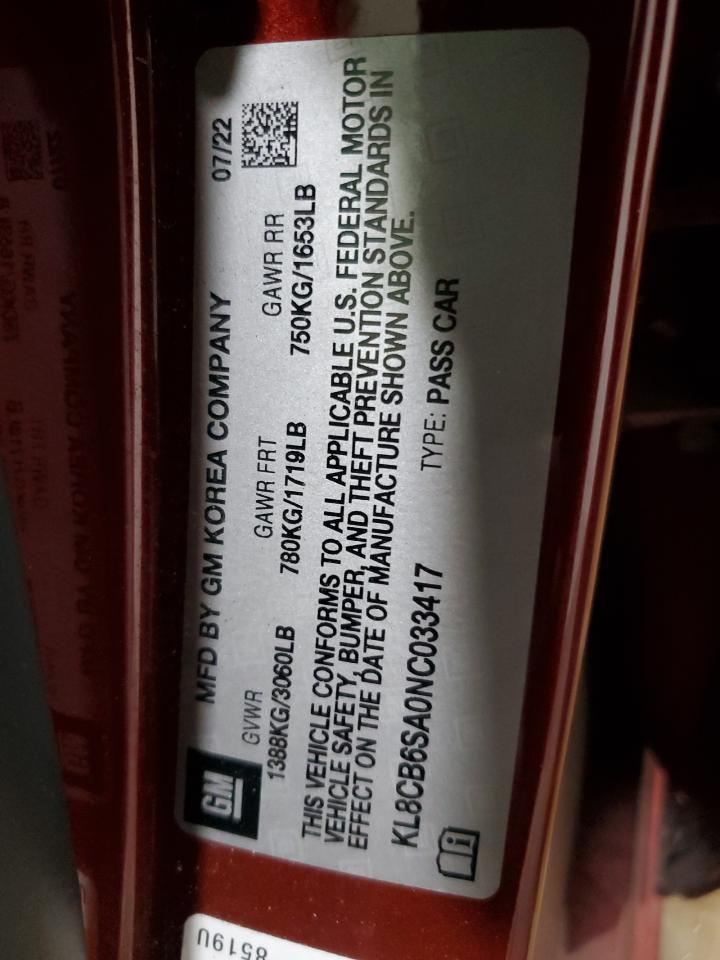 GM
MFD BY GM KOREA COMPANY 07/22
GVWR GAWR FRT GAWR RR
1388KG/3060LB 780KG/1719LB 750KG/1653LB
THIS VEHICLE CONFORMS TO ALL APPLICABLE U.S. FEDERAL MOTOR
VEHICLE SAFETY, BUMPER, AND THEFT PREVENTION STANDARDS IN
EFFECT ON THE DATE OF MANUFACTURE SHOWN ABOVE.
KL8CB6SA0NC033417 TYPE: PASS CAR
8519U